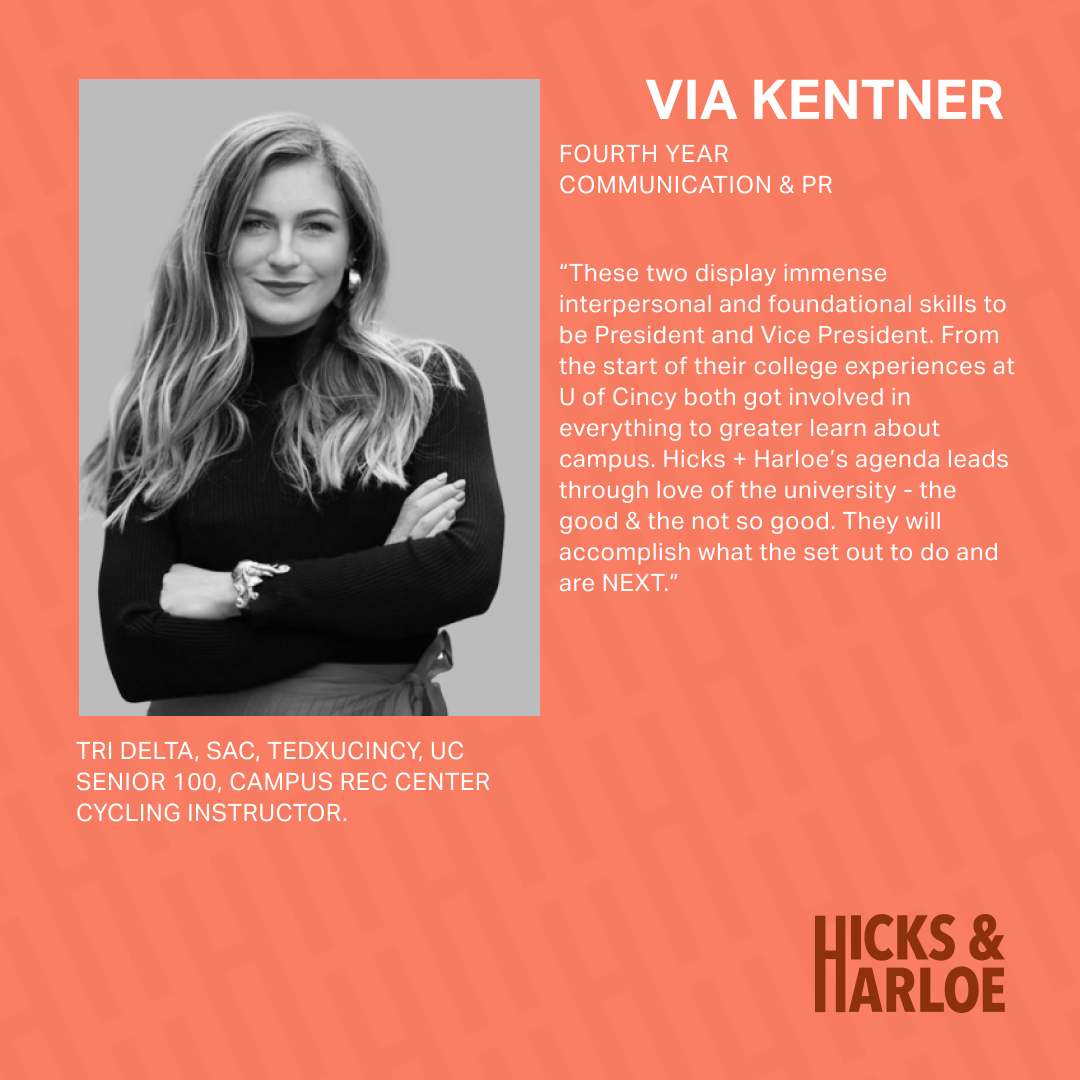 VIA KENTNER
FOURTH YEAR
COMMUNICATION & PR
“These two display immense
interpersonal and foundational skills to
be President and Vice President. From
the start of their college experiences at
U of Cincy both got involved in
everything to greater learn about
campus. Hicks + Harloe’s agenda leads
through love of the university - the
good & the not so good. They will
accomplish what the set out to do and
are NEXT.”
TRI DELTA, SAC, TEDXUCINCY, UC
SENIOR 100, CAMPUS REC CENTER
CYCLING INSTRUCTOR.
HICKS &
HARLOE